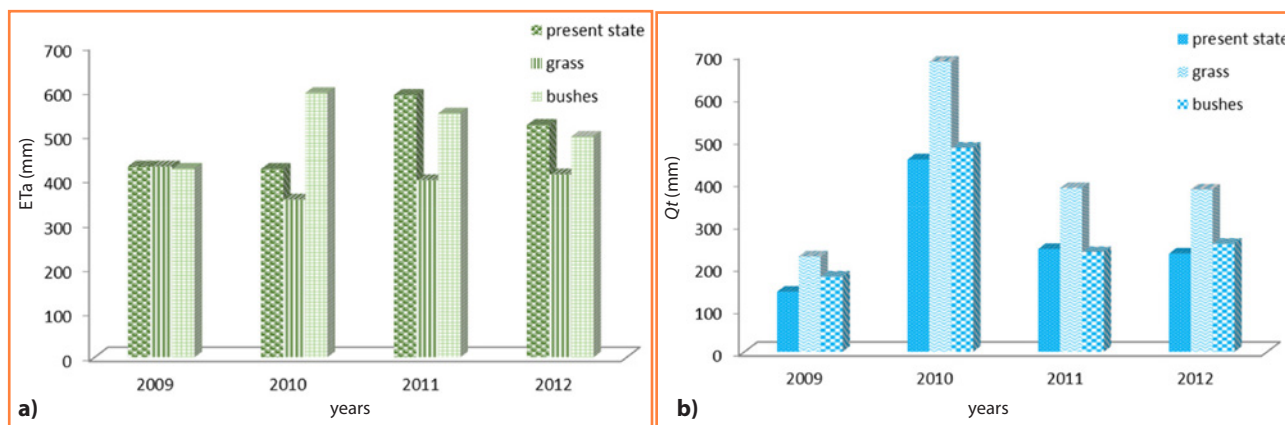 present state
grass
bushes
700
600
500
400
300
200
100
0
ETa (mm)
2009 2010 2011 2012
years
a)
present state
grass
bushes
700
600
500
400
300
200
100
0
Qt (mm)
2009 2010 2011 2012
years
b)